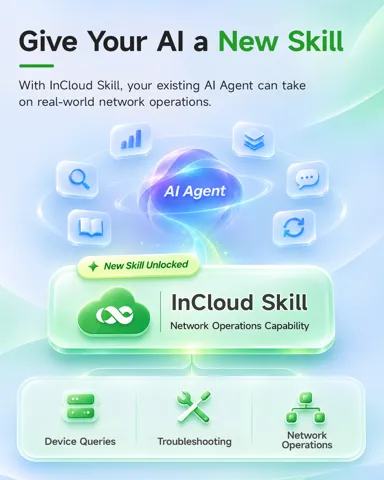 Give Your AI a New Skill
With InCloud Skill, your existing AI Agent can take
on real-world network operations.
AI Agent
New Skill Unlocked
InCloud Skill
Network Operations Capability
Device Queries
Troubleshooting
Network
Operations